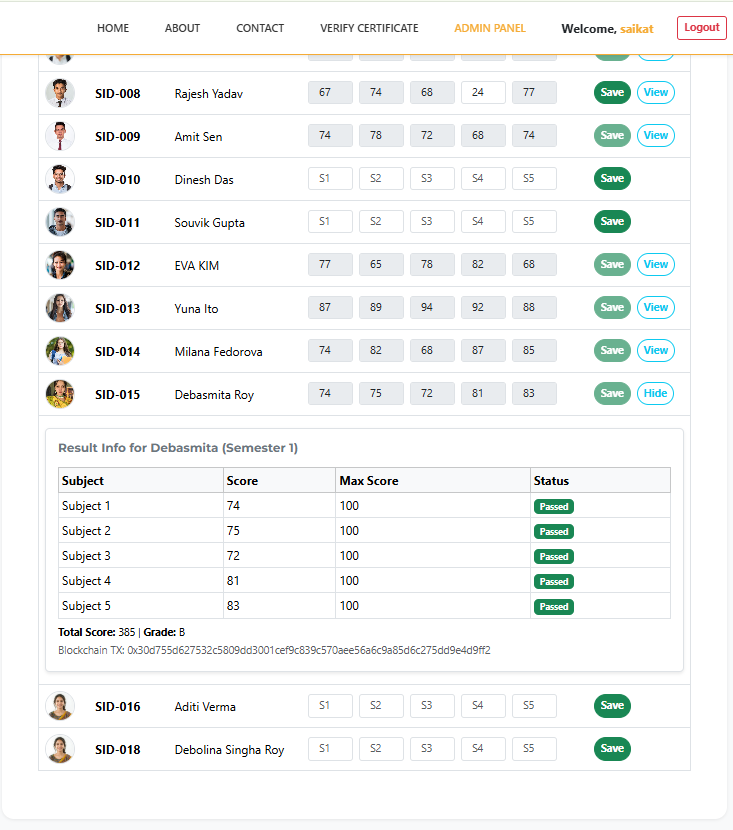 HOME ABOUT CONTACT VERIFY CERTIFICATE ADMIN PANEL Welcome, saikat Logout
SID-008 Rajesh Yadav 67 74 68 24 77 Save View
SID-009 Amit Sen 74 78 72 68 74 Save View
SID-010 Dinesh Das S1 S2 S3 S4 S5 Save
SID-011 Souvik Gupta S1 S2 S3 S4 S5 Save
SID-012 EVA KIM 77 65 78 82 68 Save View
SID-013 Yuna Ito 87 89 94 92 88 Save View
SID-014 Milana Fedorova 74 82 68 87 85 Save View
SID-015 Debasmita Roy 74 75 72 81 83 Save Hide
Result Info for Debasmita (Semester 1)
Subject Score Max Score Status
Subject 1 74 100 Passed
Subject 2 75 100 Passed
Subject 3 72 100 Passed
Subject 4 81 100 Passed
Subject 5 83 100 Passed
Total Score: 385 | Grade: B
Blockchain TX: 0x30d755d627532c5809dd3001cef9c839c570aee56a6c9a85d6c275dd9e4d9ff2
SID-016 Aditi Verma S1 S2 S3 S4 S5 Save
SID-018 Debolina Singha Roy S1 S2 S3 S4 S5 Save